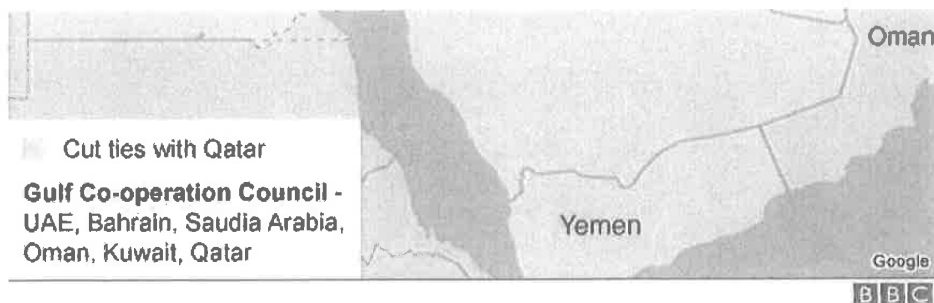 Oman
Cut ties with Qatar
Gulf Co-operation Council -
UAE, Bahrain, Saudia Arabia,
Oman, Kuwait, Qatar
Yemen
Google
BBC